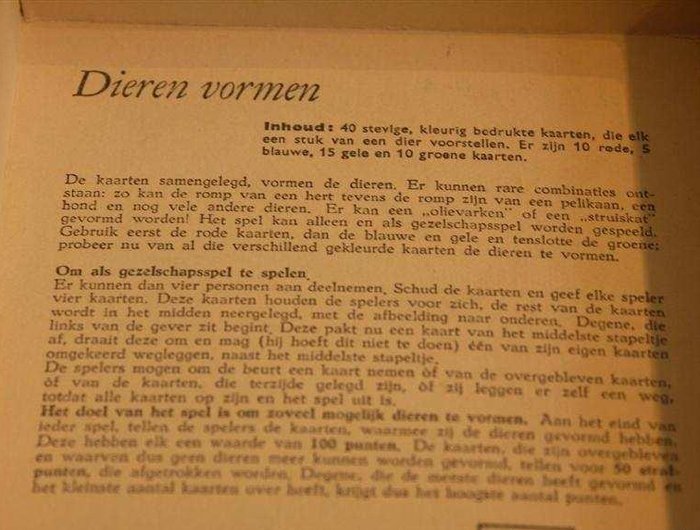 Dieren vormen
Inhoud: 40 stevige, kleurig bedrukte kaarten, die elk
een stuk van een dier voorstellen. Er zijn 10 rode, 5
blauwe, 15 gele en 10 groene kaarten.
De kaarten samengelegd, vormen de dieren. Er kunnen rare combinaties ont-
staan: zo kan de romp van een hert tevens de romp zijn van een pelikaan, een
hond en nog vele andere dieren. Er kan een „olievarken" of een „struiskat"
gevormd worden! Het spel kan alleen en als gezelschapsspel worden gespeeld.
Gebruik eerst de rode kaarten, dan de blauwe en gele en tenslotte de groene;
probeer nu van al die verschillend gekleurde kaarten de dieren te vormen.
Om als gezelschapsspel te spelen.
Er kunnen dan vier personen aan deelnemen. Schud de kaarten en geef elke speler
vier kaarten. Deze kaarten houden de spelers voor zich, de rest van de kaarten
wordt in het midden neergelegd, met de afbeelding naar onderen. Degene, die
links van de gever zit begint. Deze pakt nu een kaart van het middelste stapeltje
af, draait deze om en mag (hij hoeft dit niet te doen) één van zijn eigen kaarten
omgekeerd wegleggen, naast het middelste stapeltje.
De spelers mogen om de beurt een kaart nemen òf van de overgebleven kaarten,
òf van de kaarten, die terzijde gelegd zijn, òf zij leggen er zelf een weg,
totdat alle kaarten op zijn en het spel uit is.
Het doel van het spel is om zoveel mogelijk dieren te vormen. Aan het eind van
ieder spel, tellen de spelers de kaarten, waarmee zij de dieren gevormd hebben.
Deze hebben elk een waarde van 100 punten. De kaarten, die zijn overgebleven
en waarvan dus geen dieren meer kunnen worden gevormd, tellen voor 50 straf-
punten, die afgetrokken worden. Degene, die de meeste dieren heeft gevormd en
het kleinste aantal kaarten over heeft, krijgt dus het hoogste aantal punten.